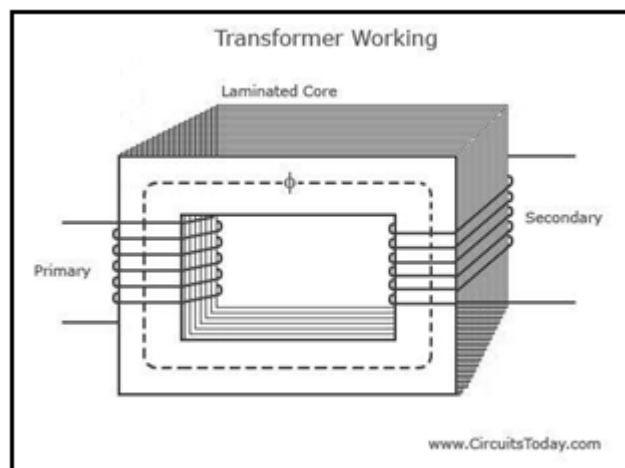 Transformer Working
Laminated Core
ϕ
Primary
Secondary
www.CircuitsToday.com